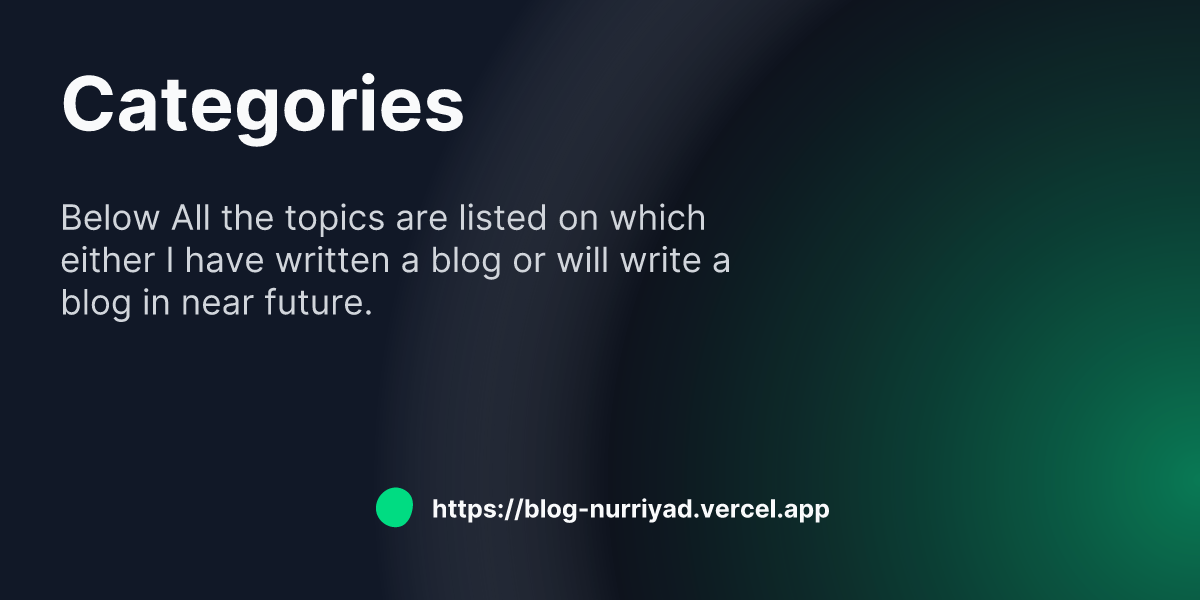 Categories
Below All the topics are listed on which
either I have written a blog or will write a
blog in near future.
https://blog-nurriyad.vercel.app